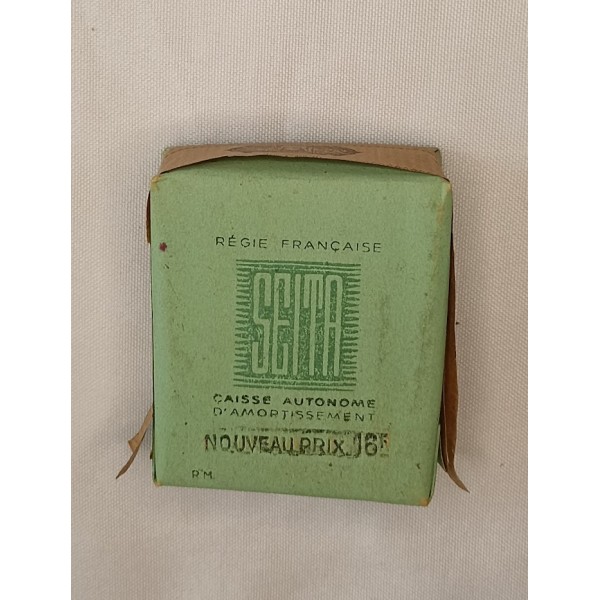 RÉGIE FRANÇAISE
SEITA
CAISSE AUTONOME
D'AMORTISSEMENT
NOUVEAU PRIX 16F
R.M.